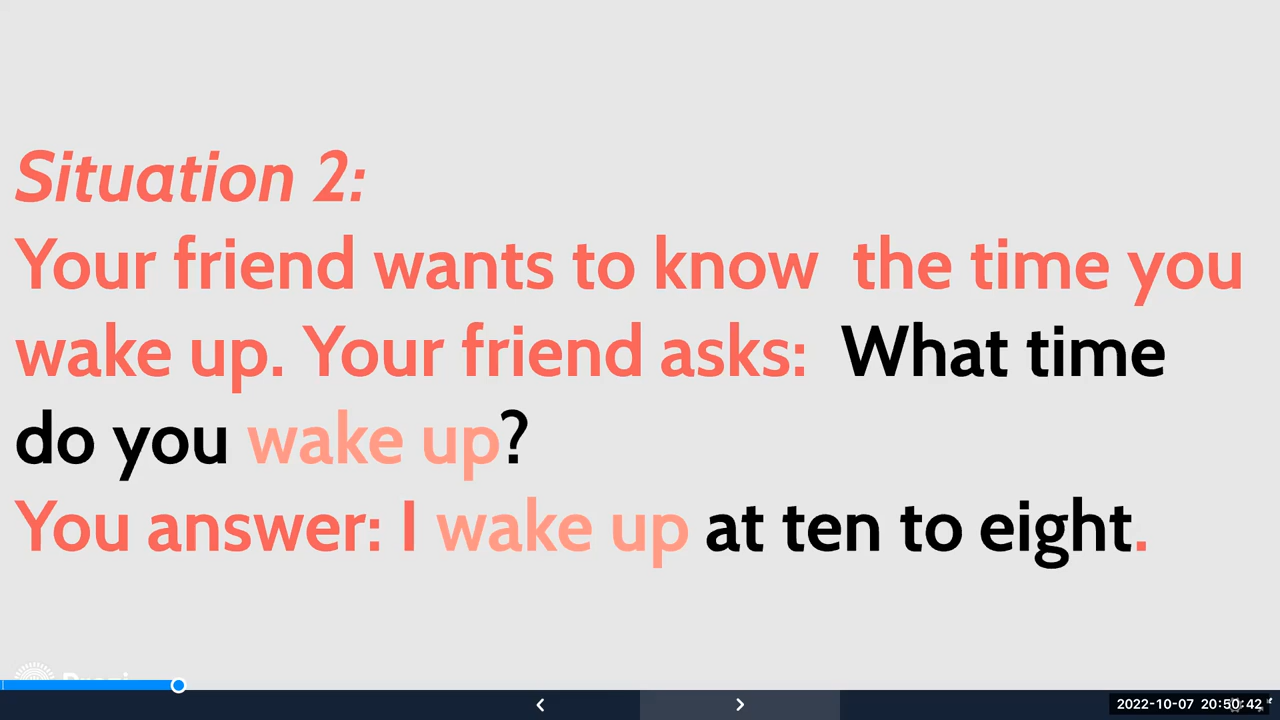 Situation 2:
Your friend wants to know  the time you
wake up. Your friend asks:  What time
do you wake up?
You answer: I wake up at ten to eight.
2022-10-07 20:50:42